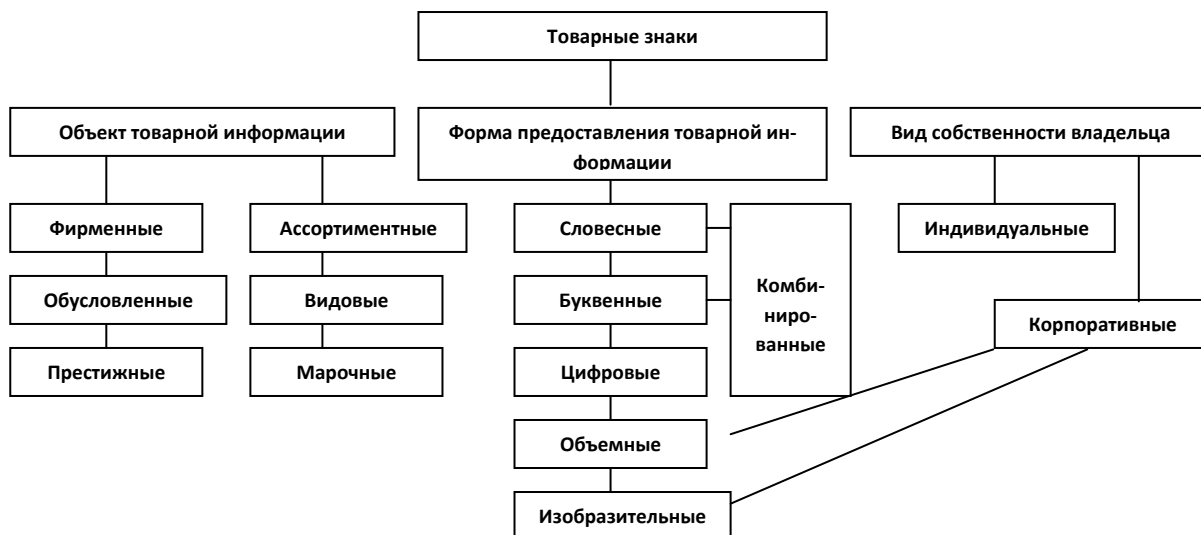 Товарные знаки
Объект товарной информации
Форма предоставления товарной ин-
формации
Вид собственности владельца
Фирменные
Ассортиментные
Словесные
Индивидуальные
Обусловленные
Видовые
Буквенные
Комби-
ниро-
ванные
Корпоративные
Престижные
Марочные
Цифровые
Объемные
Изобразительные